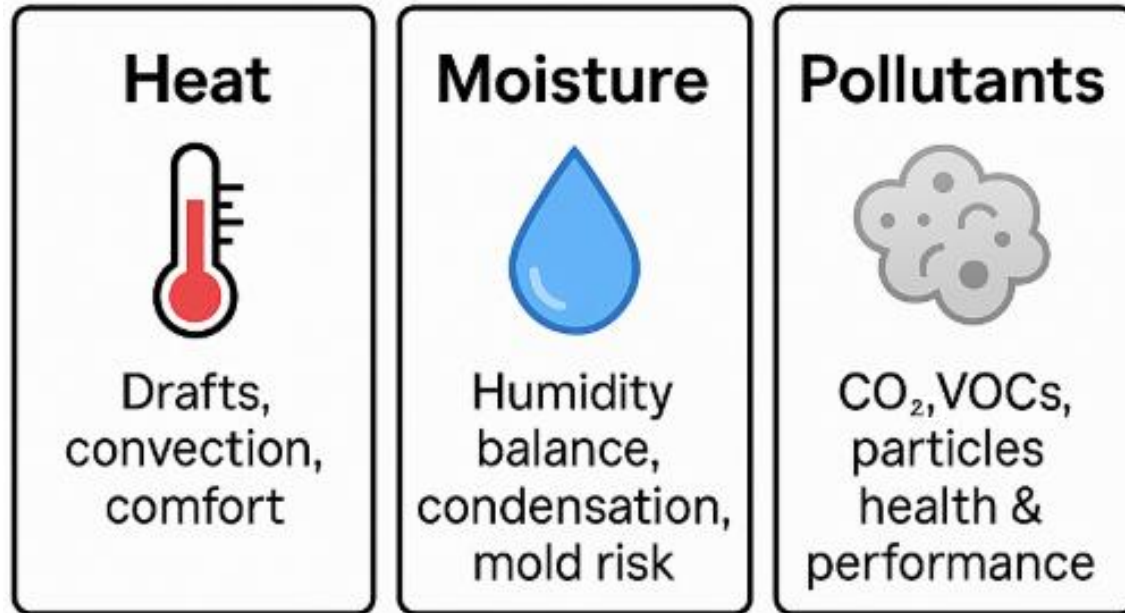 Heat
Drafts,
convection,
comfort
Moisture
Humidity
balance,
condensation,
mold risk
Pollutants
CO₂,VOCs,
particles
health &
performance